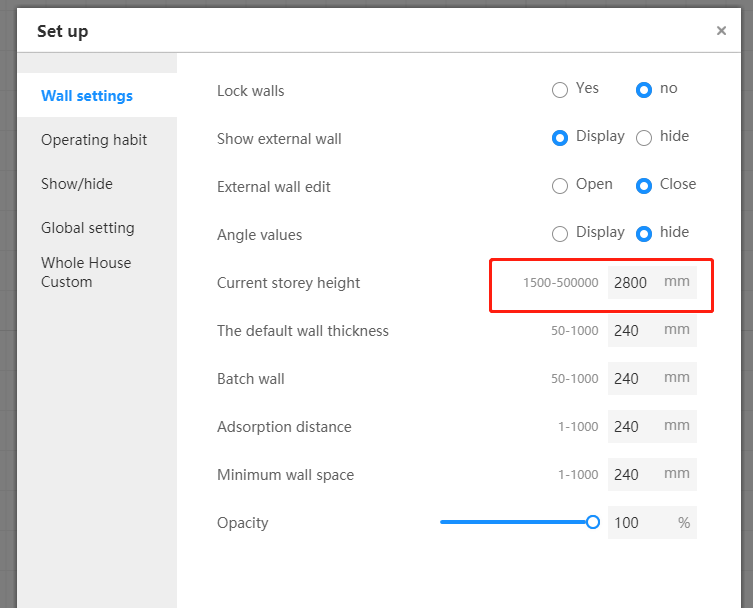 Set up
×
Wall settings
Operating habit
Show/hide
Global setting
Whole House
Custom
Lock walls Yes no
Show external wall Display hide
External wall edit Open Close
Angle values Display hide
Current storey height 1500-500000 2800 mm
The default wall thickness 50-1000 240 mm
Batch wall 50-1000 240 mm
Adsorption distance 1-1000 240 mm
Minimum wall space 1-1000 240 mm
Opacity 100 %